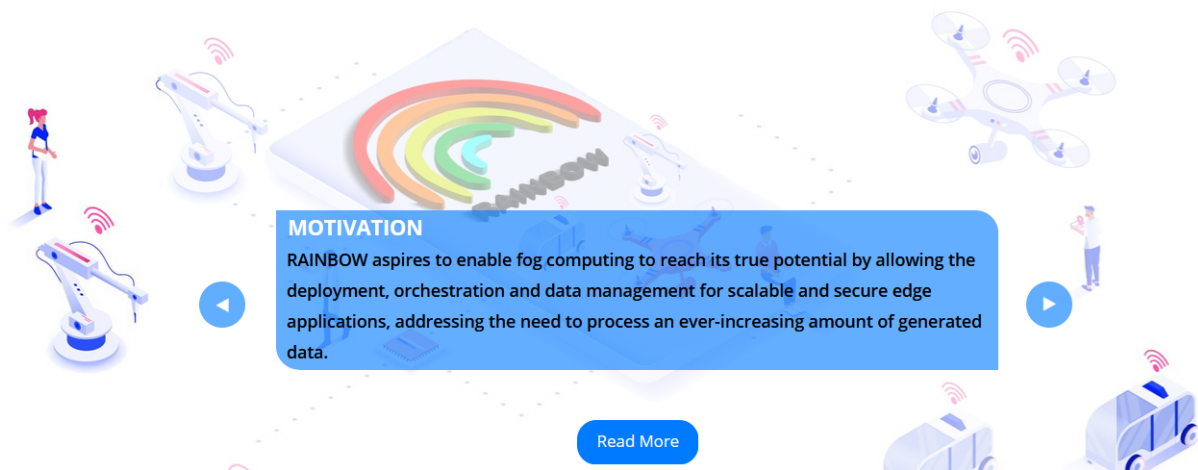 RAINBOW
MOTIVATION
RAINBOW aspires to enable fog computing to reach its true potential by allowing the
deployment, orchestration and data management for scalable and secure edge
applications, addressing the need to process an ever-increasing amount of generated
data.
Read More